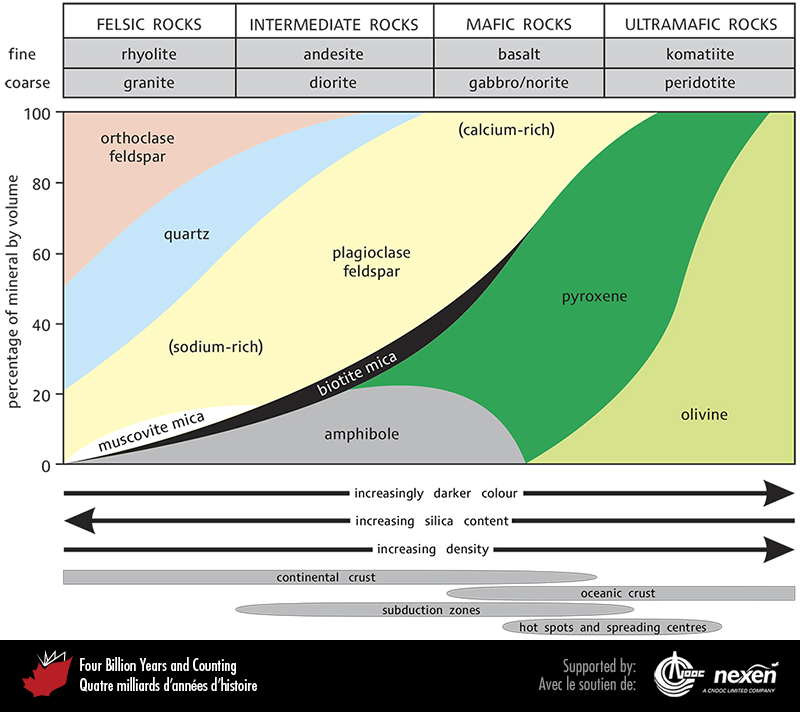 FELSIC ROCKS INTERMEDIATE ROCKS MAFIC ROCKS ULTRAMAFIC ROCKS
fine rhyolite andesite basalt komatiite
coarse granite diorite gabbro/norite peridotite
100
80
60
40
20
0
percentage of mineral by volume
orthoclase
feldspar
(calcium-rich)
quartz
plagioclase
feldspar
pyroxene
(sodium-rich)
biotite mica
muscovite mica
amphibole
olivine
increasingly darker colour
increasing silica content
increasing density
continental crust
oceanic crust
subduction zones
hot spots and spreading centres
Four Billion Years and Counting
Quatre milliards d'années d'histoire
Supported by:
Avec le soutien de:
CNOOC
nexen
A CNOOC LIMITED COMPANY